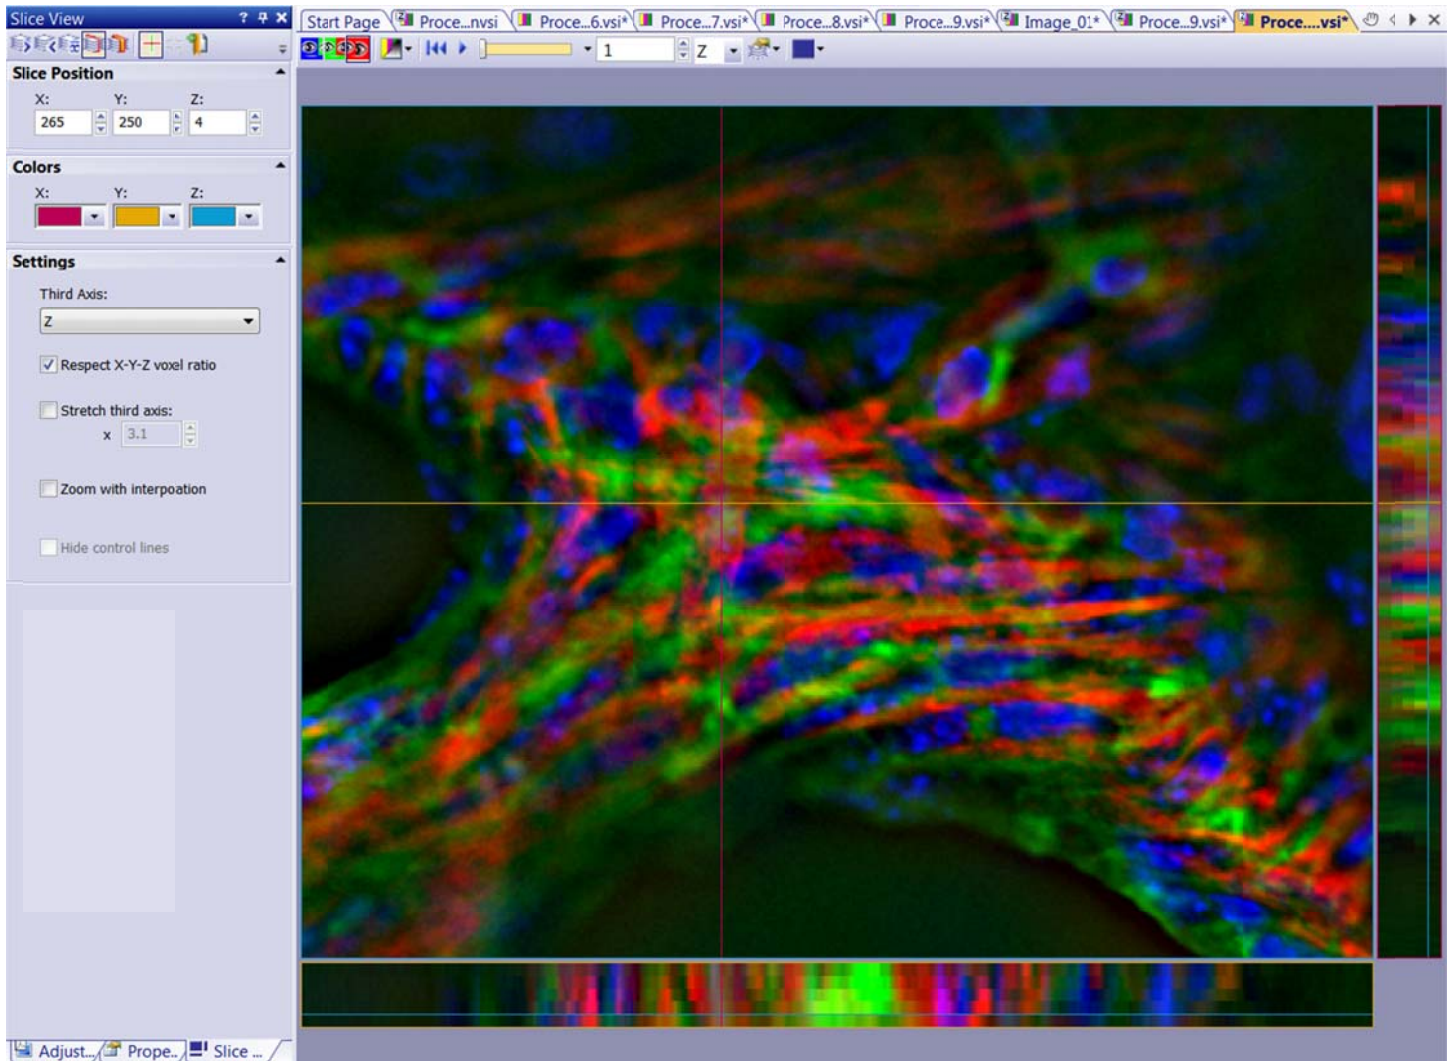 Slice View
Start Page Proce...nvsi Proce...6.vsi* Proce...7.vsi* Proce...8.vsi* Proce...9.vsi* Image_01* Proce...9.vsi* Proce....vsi*
1 Z
Slice Position
X: Y: Z:
265 250 4
Colors
X: Y: Z:
Settings
Third Axis:
Z
Respect X-Y-Z voxel ratio
Stretch third axis:
x 3.1
Zoom with interpoation
Hide control lines
Adjust... Prope.. Slice ...